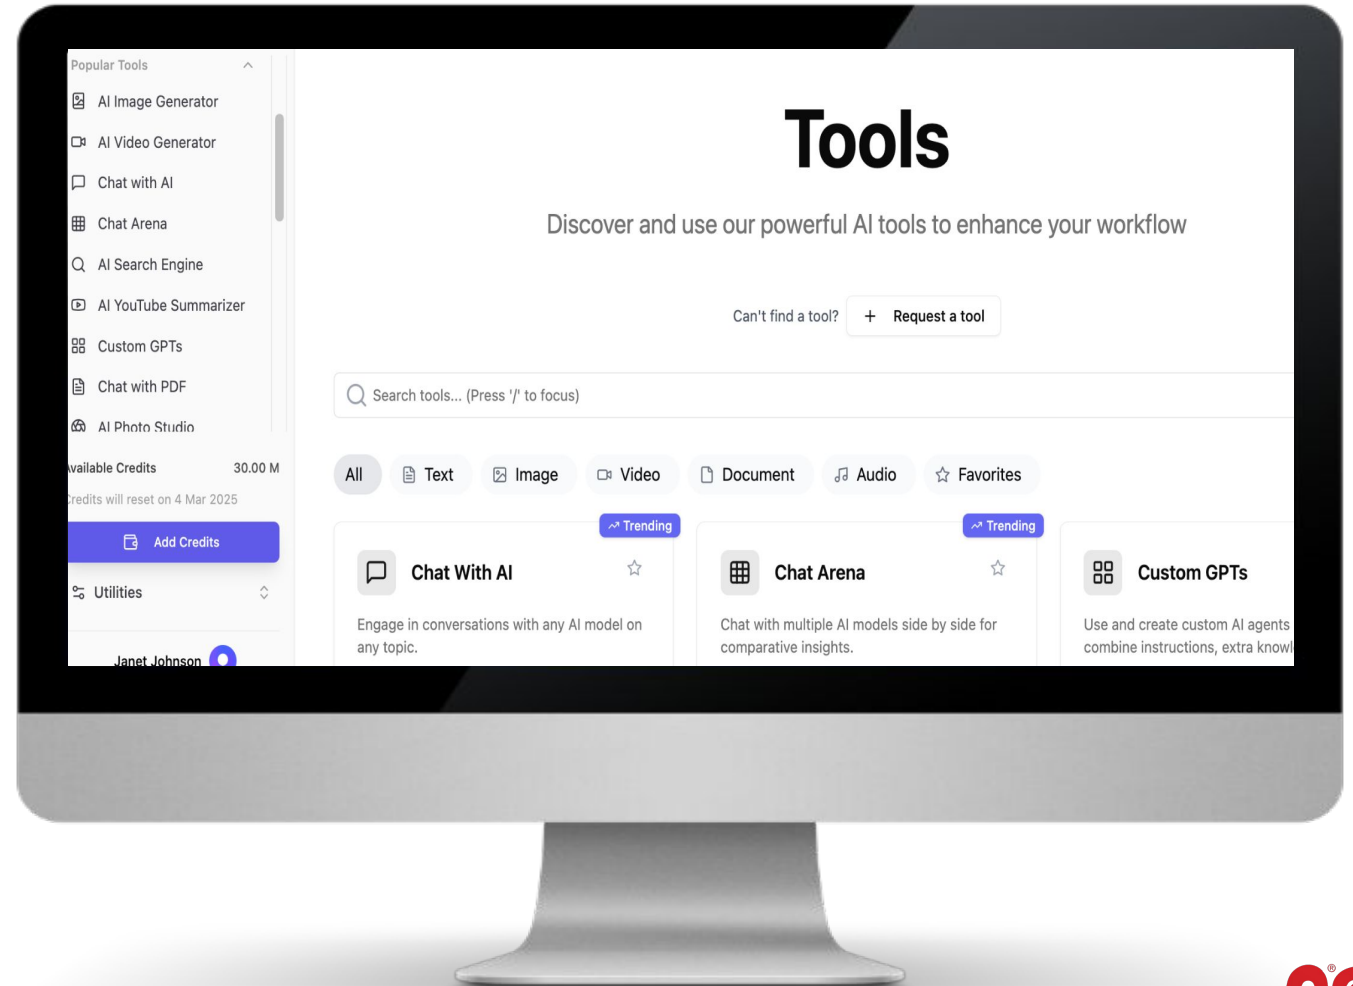 Popular Tools
AI Image Generator
AI Video Generator
Chat with AI
Chat Arena
AI Search Engine
AI YouTube Summarizer
Custom GPTs
Chat with PDF
AI Photo Studio
Available Credits 30.00 M
Credits will reset on 4 Mar 2025
Add Credits
Utilities
Janet Johnson
Tools
Discover and use our powerful AI tools to enhance your workflow
Can't find a tool? + Request a tool
Search tools... (Press '/' to focus)
All Text Image Video Document Audio Favorites
Trending
Chat With AI
Engage in conversations with any AI model on
any topic.
Trending
Chat Arena
Chat with multiple AI models side by side for
comparative insights.
Custom GPTs
Use and create custom AI agents
combine instructions, extra knowl
®